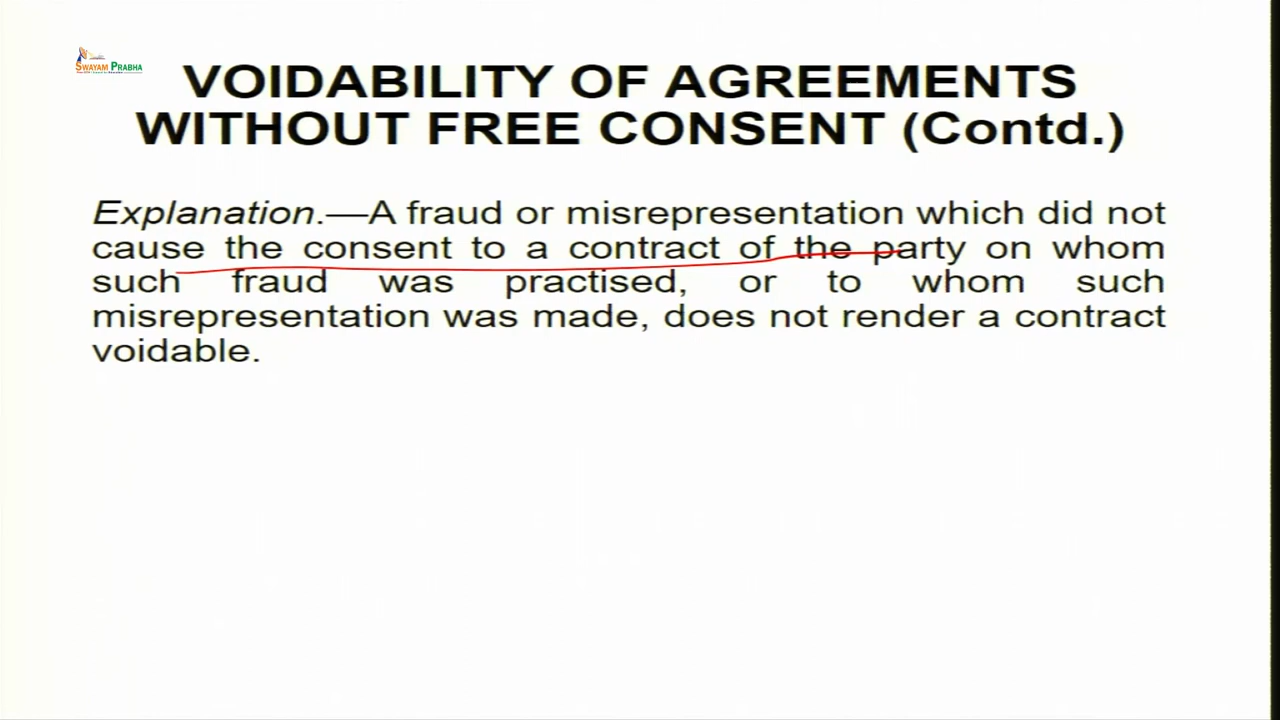 SWAYAM PRABHA
VOIDABILITY OF AGREEMENTS
WITHOUT FREE CONSENT (Contd.)
Explanation.—A fraud or misrepresentation which did not
cause the consent to a contract of the party on whom
such fraud was practised, or to whom such
misrepresentation was made, does not render a contract
voidable.